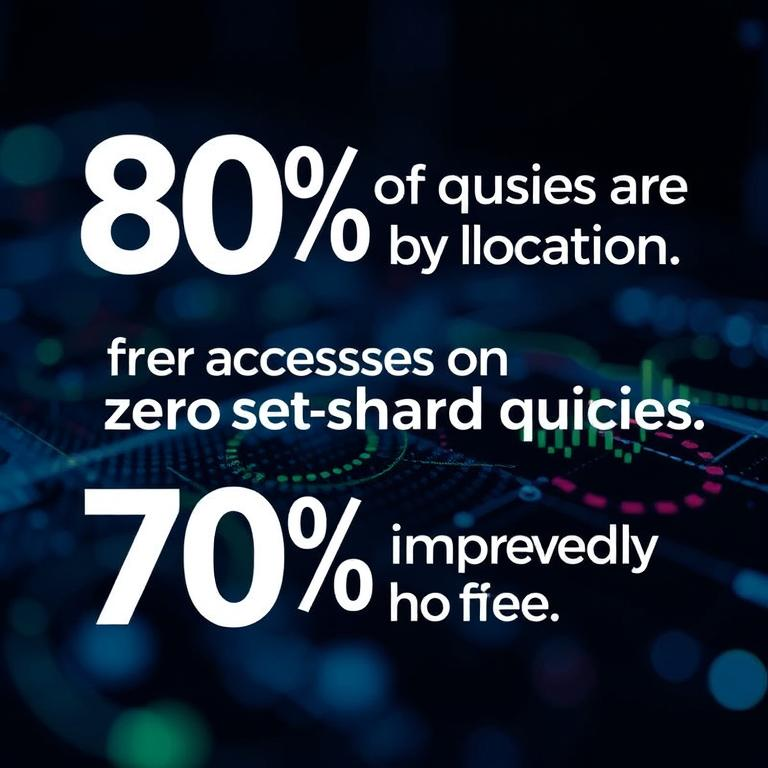 80% of qusies are
by llocation.
frer accessses on
zero set-shard quicies.
70% imprevedly
ho fiee.